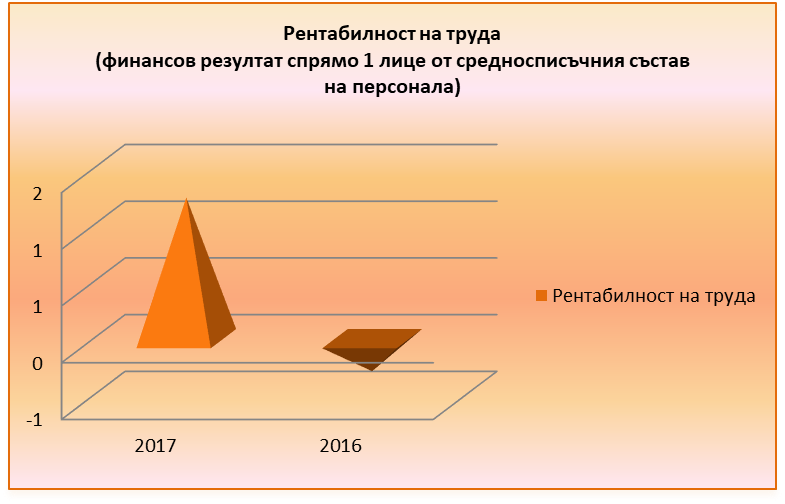 Рентабилност на труда
(финансов резултат спрямо 1 лице от средносписъчния състав
на персонала)
2
1
1
0
-1
2017
2016
Рентабилност на труда